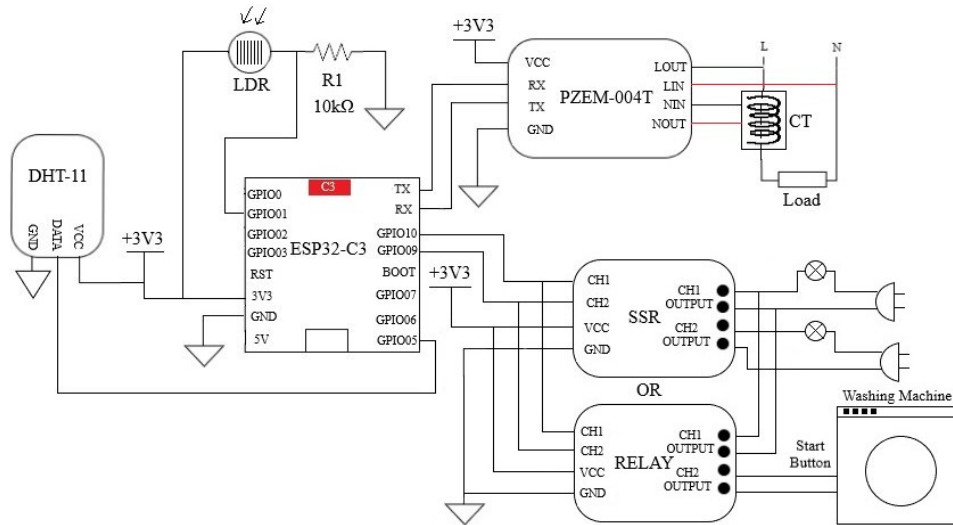 LDR
R1
10kΩ
+3V3
VCC
RX
TX
GND
PZEM-004T
LOUT
LIN
NIN
NOUT
L
N
CT
Load
DHT-11
GND
DATA
VCC
+3V3
C3
ESP32-C3
GPIO0
GPIO01
GPIO02
GPIO03
RST
3V3
GND
5V
TX
RX
GPIO10
GPIO09
BOOT
GPIO07
GPIO06
GPIO05
+3V3
CH1
CH2
VCC
GND
SSR
CH1
OUTPUT
CH2
OUTPUT
OR
CH1
CH2
VCC
GND
RELAY
CH1
OUTPUT
CH2
OUTPUT
Washing Machine
Start
Button